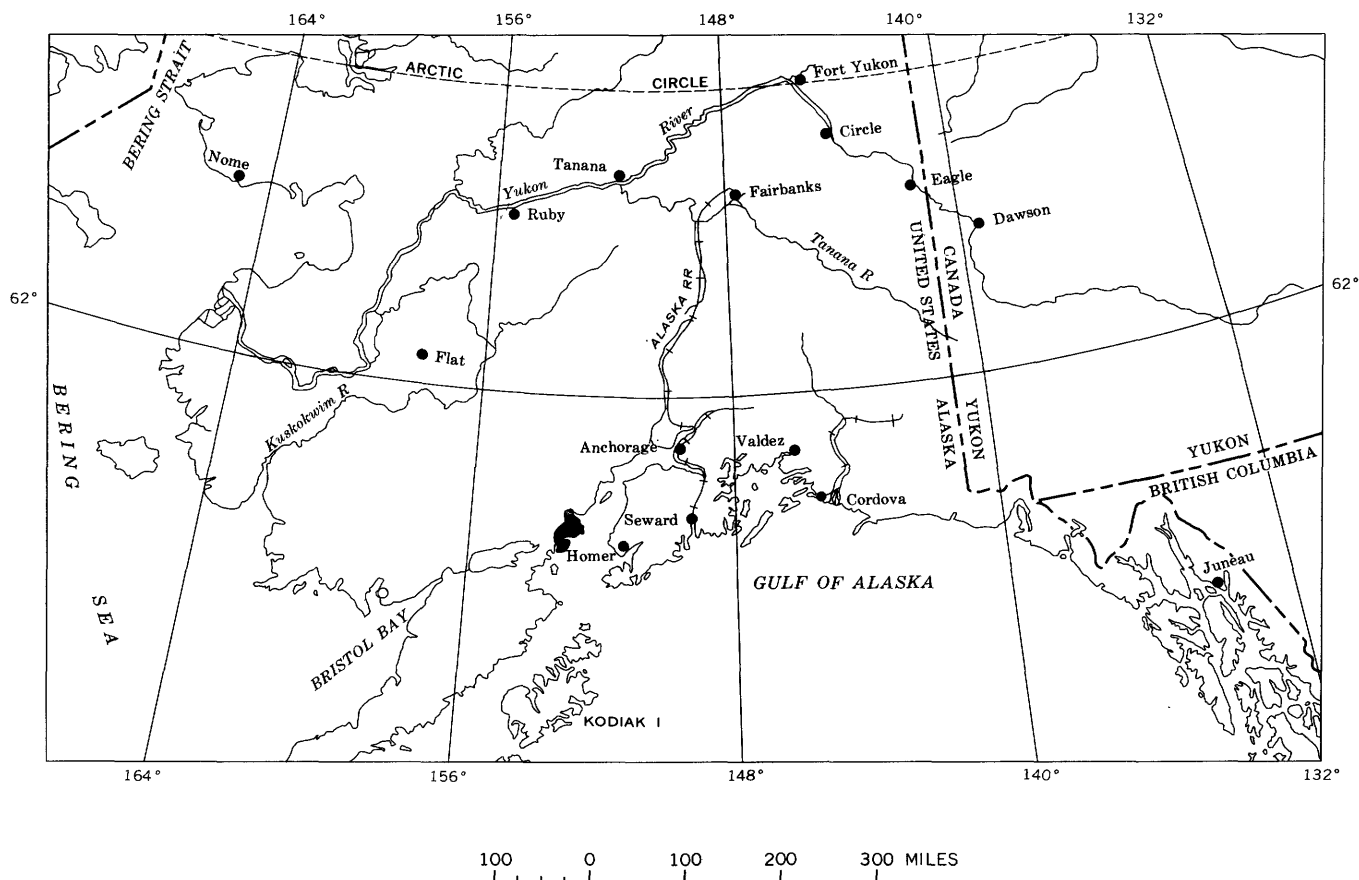 164° 156° 148° 140° 132°
BERING STRAIT
ARCTIC CIRCLE
Fort Yukon
River
Circle
Nome
Tanana
Yukon
Fairbanks
Eagle
Ruby
Dawson
Tanana R
UNITED STATES
CANADA
62° 62°
ALASKA RR
Flat
Kuskokwim R
BERING
SEA
ALASKA
YUKON
Anchorage
Valdez
YUKON
BRITISH COLUMBIA
Cordova
Seward
Homer
Juneau
GULF OF ALASKA
BRISTOL BAY
KODIAK I
164° 156° 148° 140° 132°
100 0 100 200 300 MILES